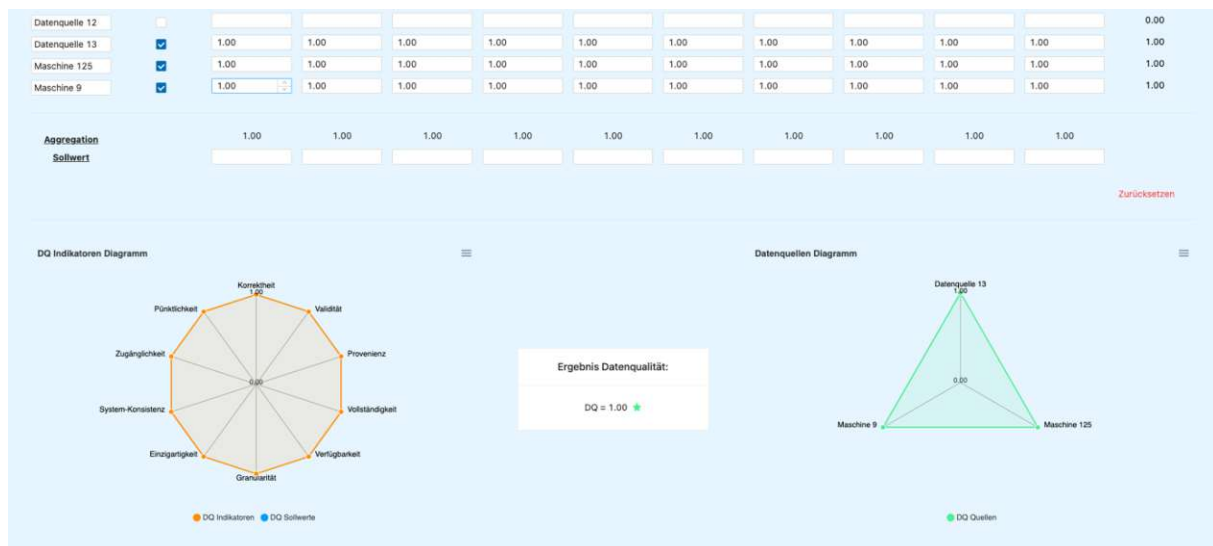 Datenquelle 12 0.00
Datenquelle 13 1.00 1.00 1.00 1.00 1.00 1.00 1.00 1.00 1.00 1.00 1.00
Maschine 125 1.00 1.00 1.00 1.00 1.00 1.00 1.00 1.00 1.00 1.00 1.00
Maschine 9 1.00 1.00 1.00 1.00 1.00 1.00 1.00 1.00 1.00 1.00 1.00
Aggregation 1.00 1.00 1.00 1.00 1.00 1.00 1.00 1.00 1.00 1.00
Sollwert
Zurücksetzen
DQ Indikatoren Diagramm
Korrektheit
1.00
Pünktlichkeit
Validität
Zugänglichkeit
Provenienz
0.00
System-Konsistenz
Vollständigkeit
Einzigartigkeit
Verfügbarkeit
Granularität
DQ Indikatoren DQ Sollwerte
Ergebnis Datenqualität:
DQ = 1.00
Datenquellen Diagramm
Datenquelle 13
1.00
0.00
Maschine 9
Maschine 125
DQ Quellen